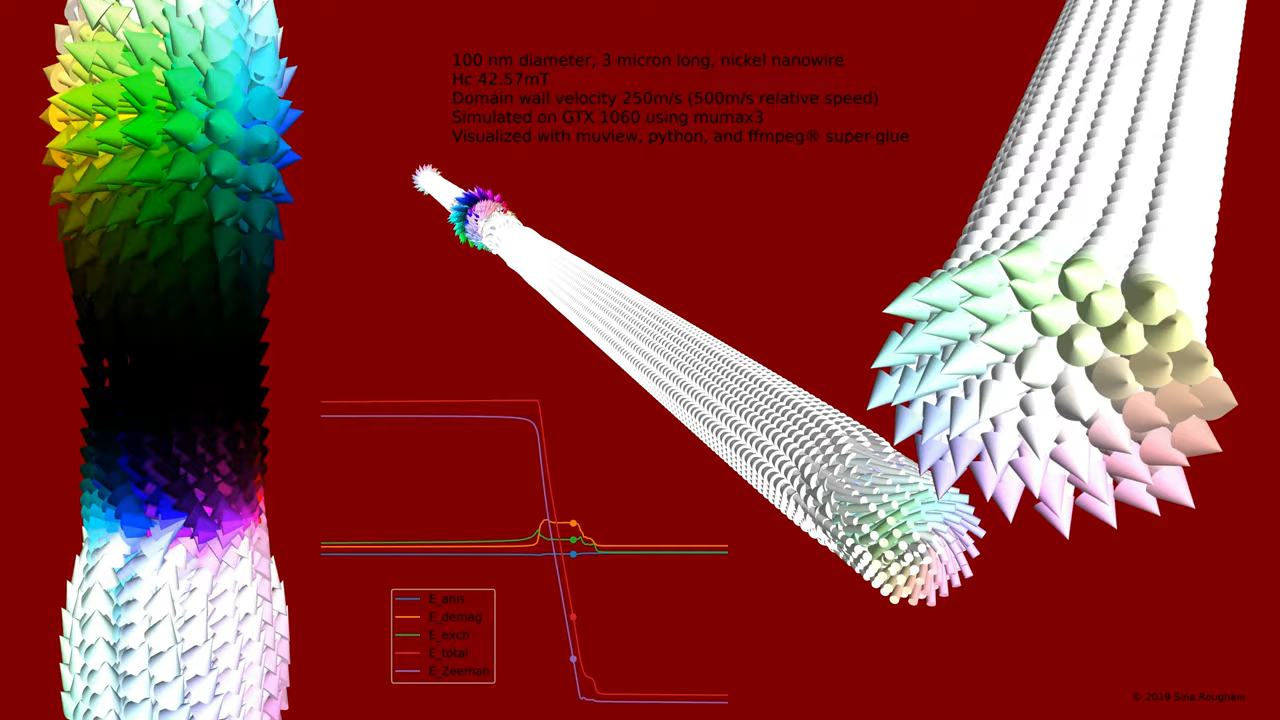 100 nm diameter, 3 micron long, nickel nanowire
Hc 42.57mT
Domain wall velocity 250m/s (500m/s relative speed)
Simulated on GTX 1060 using mumax3
Visualized with muview, python, and ffmpeg® super-glue
E_anis
E_demag
E_exch
E_total
E_Zeeman
© 2019 Sina Roughani